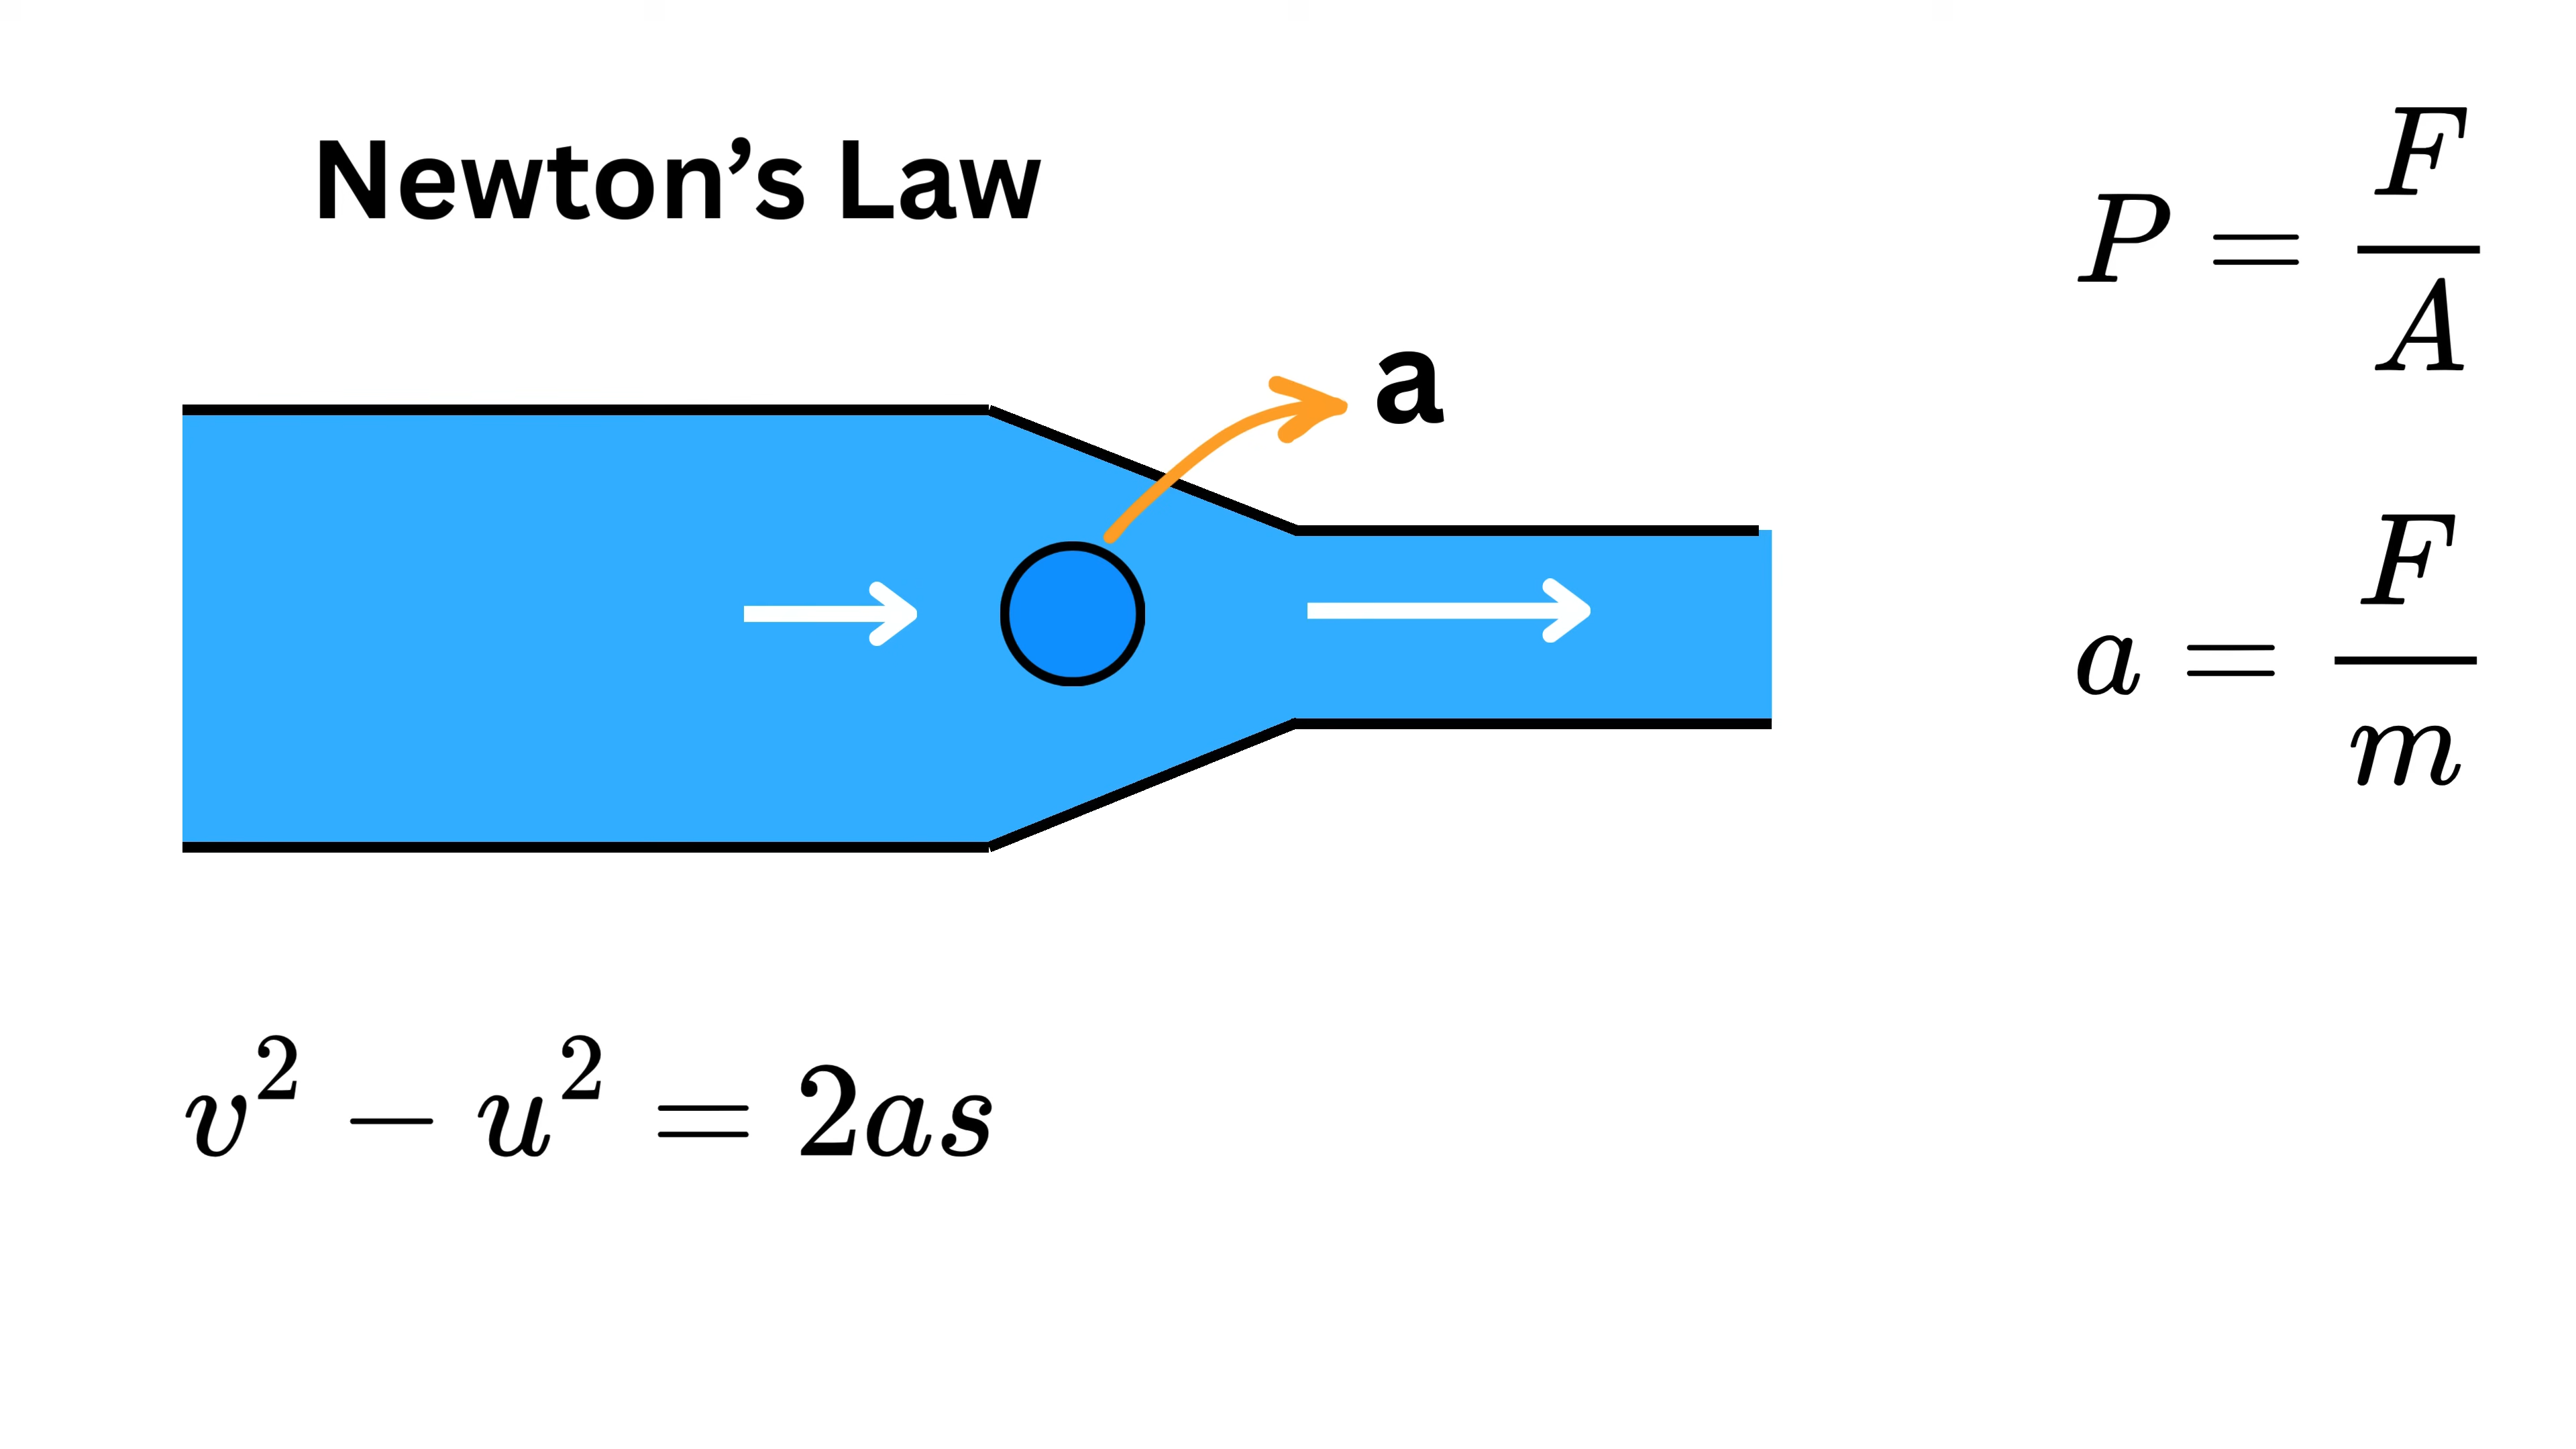 Newton’s Law
a
P = F/A
a = F/m
v² − u² = 2as